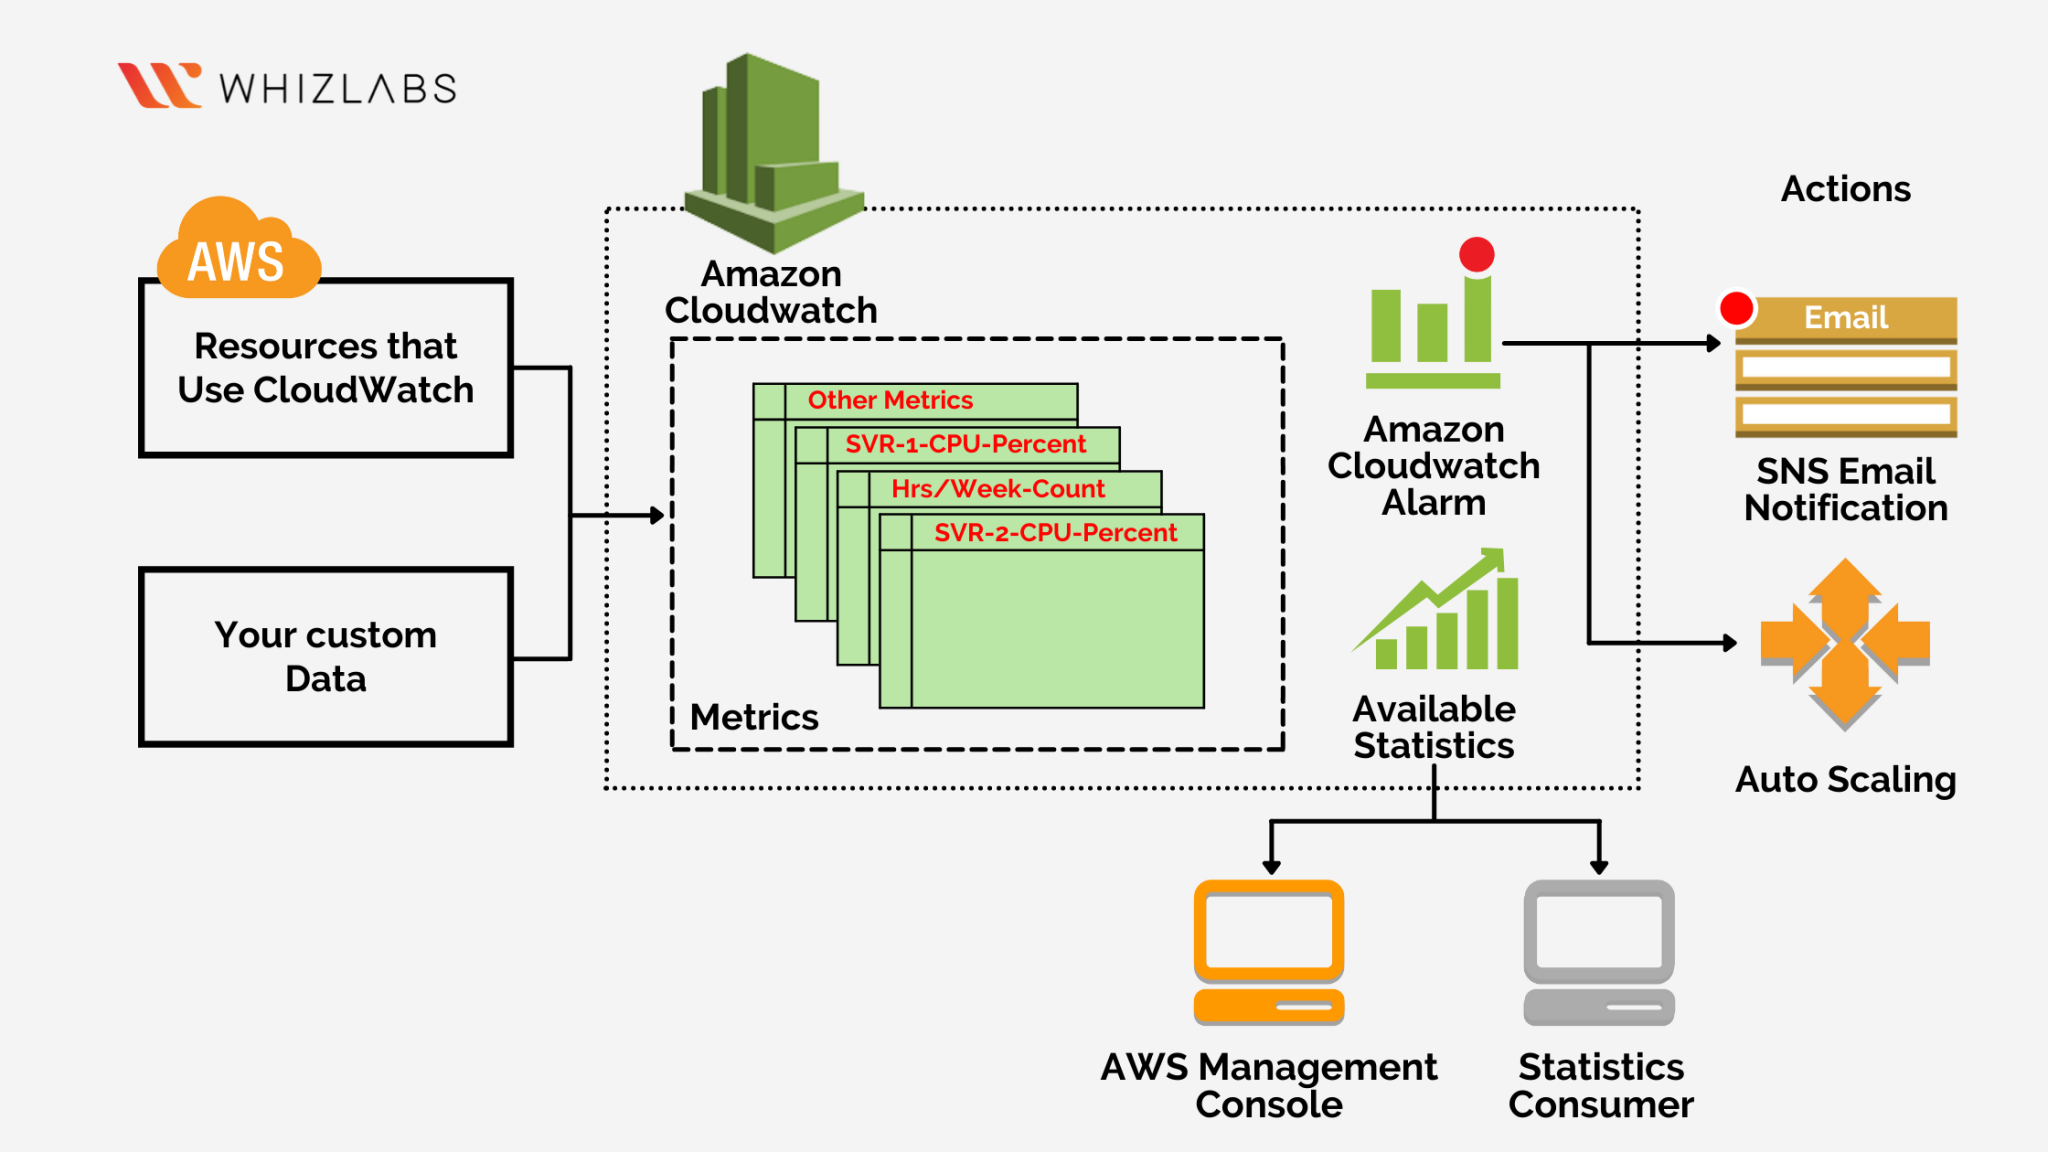 WHIZLABS
AWS
Resources that
Use CloudWatch
Your custom
Data
Amazon
Cloudwatch
Other Metrics
SVR-1-CPU-Percent
Hrs/Week-Count
SVR-2-CPU-Percent
Metrics
Amazon
Cloudwatch
Alarm
Available
Statistics
Actions
Email
SNS Email
Notification
Auto Scaling
AWS Management
Console
Statistics
Consumer